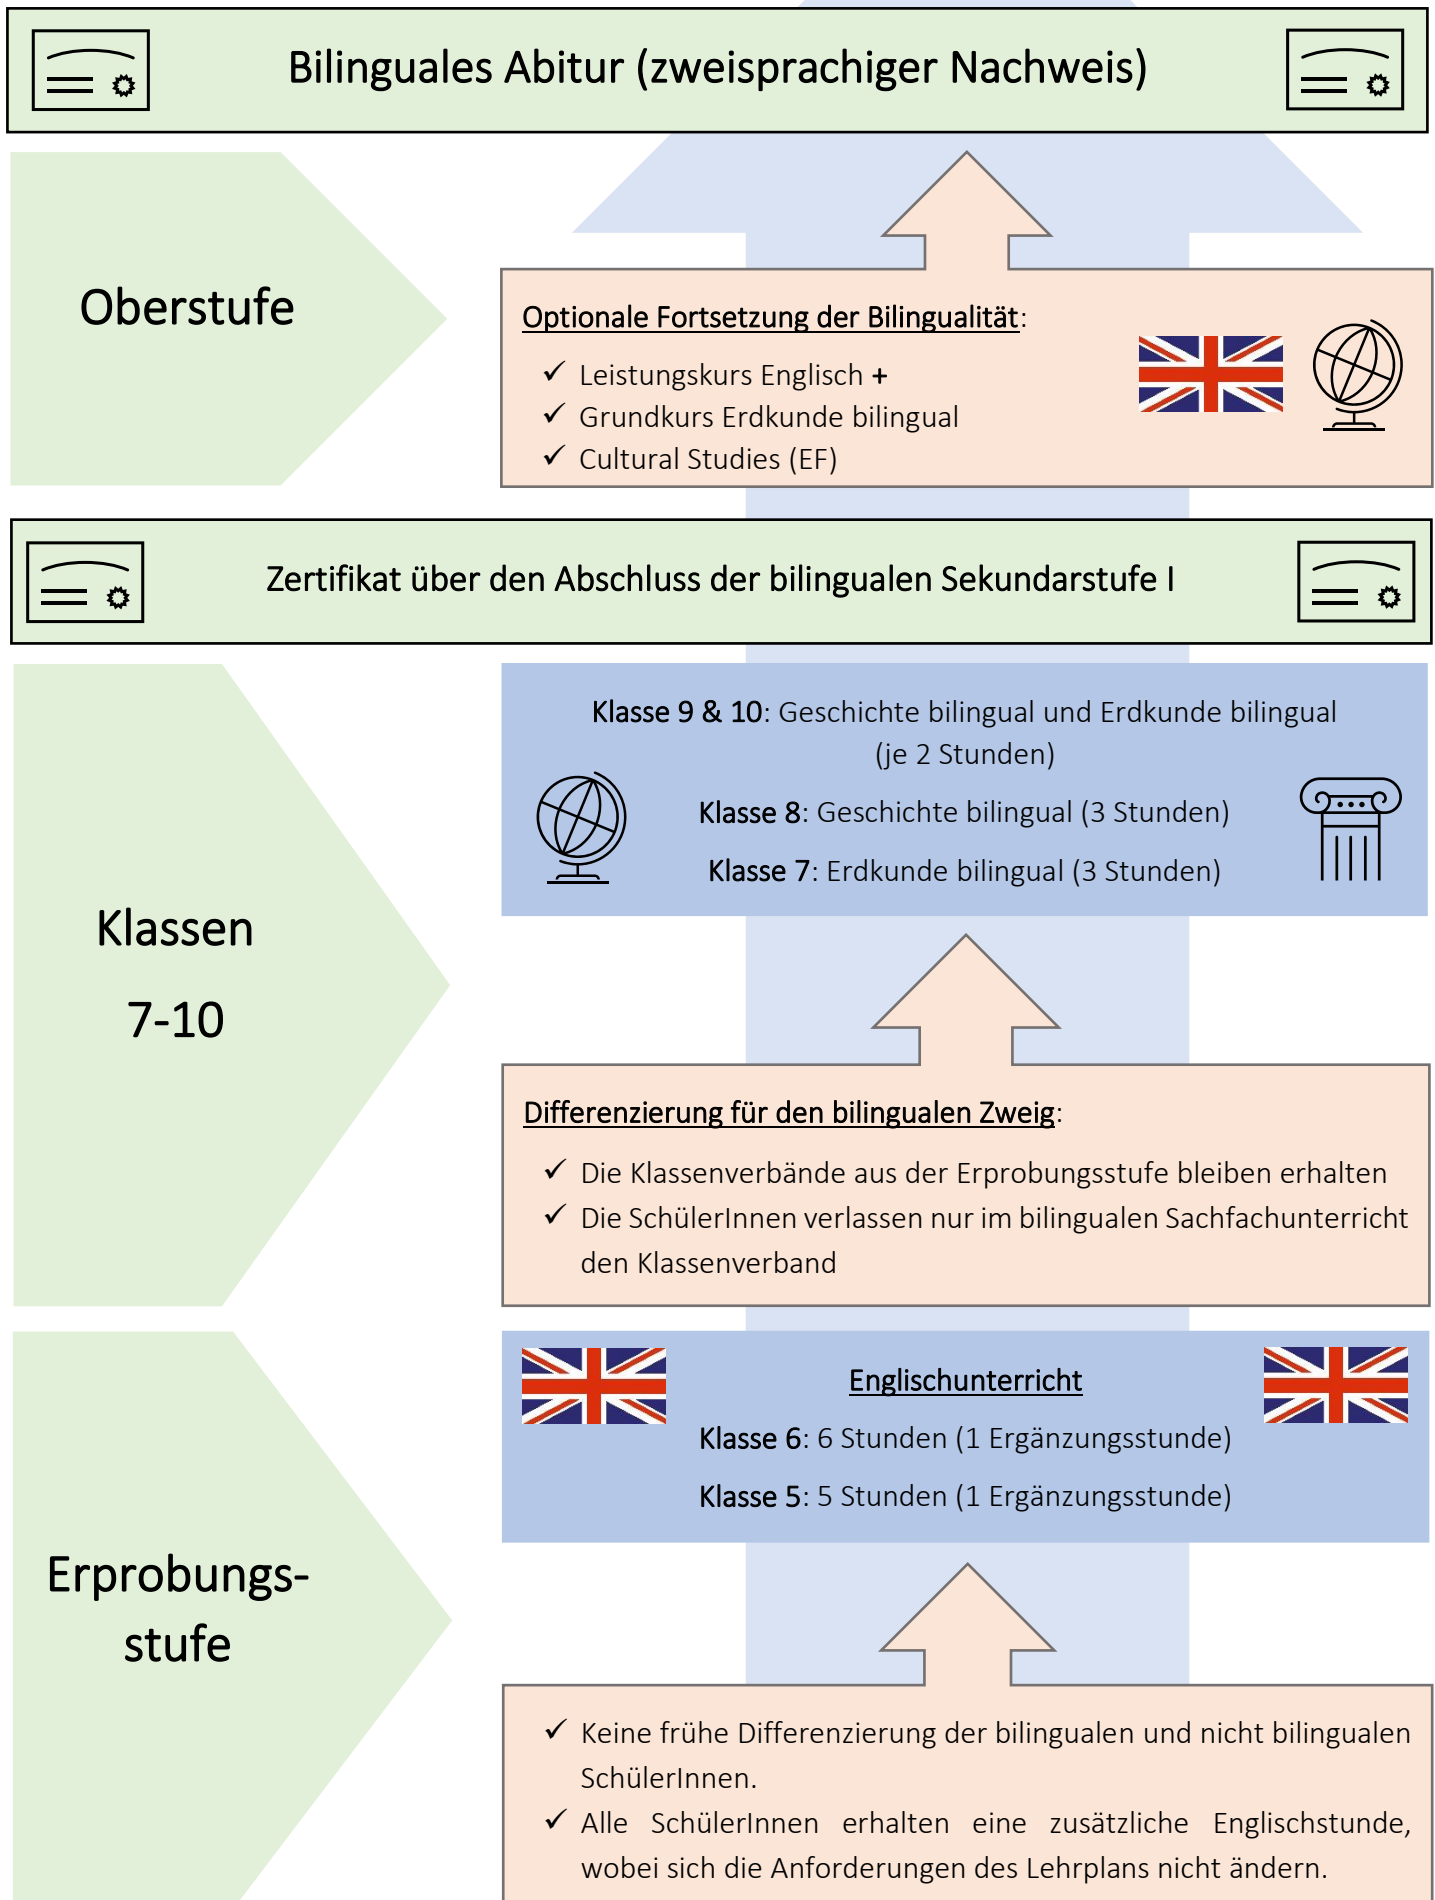 Bilinguales Abitur (zweisprachiger Nachweis)
Oberstufe
Optionale Fortsetzung der Bilingualität:
✓ Leistungskurs Englisch +
✓ Grundkurs Erdkunde bilingual
✓ Cultural Studies (EF)
Zertifikat über den Abschluss der bilingualen Sekundarstufe I
Klassen
7-10
Klasse 9 & 10: Geschichte bilingual und Erdkunde bilingual
(je 2 Stunden)
Klasse 8: Geschichte bilingual (3 Stunden)
Klasse 7: Erdkunde bilingual (3 Stunden)
Differenzierung für den bilingualen Zweig:
✓ Die Klassenverbände aus der Erprobungsstufe bleiben erhalten
✓ Die SchülerInnen verlassen nur im bilingualen Sachfachunterricht
den Klassenverband
Erprobungs-
stufe
Englischunterricht
Klasse 6: 6 Stunden (1 Ergänzungsstunde)
Klasse 5: 5 Stunden (1 Ergänzungsstunde)
✓ Keine frühe Differenzierung der bilingualen und nicht bilingualen
SchülerInnen.
✓ Alle SchülerInnen erhalten eine zusätzliche Englischstunde,
wobei sich die Anforderungen des Lehrplans nicht ändern.